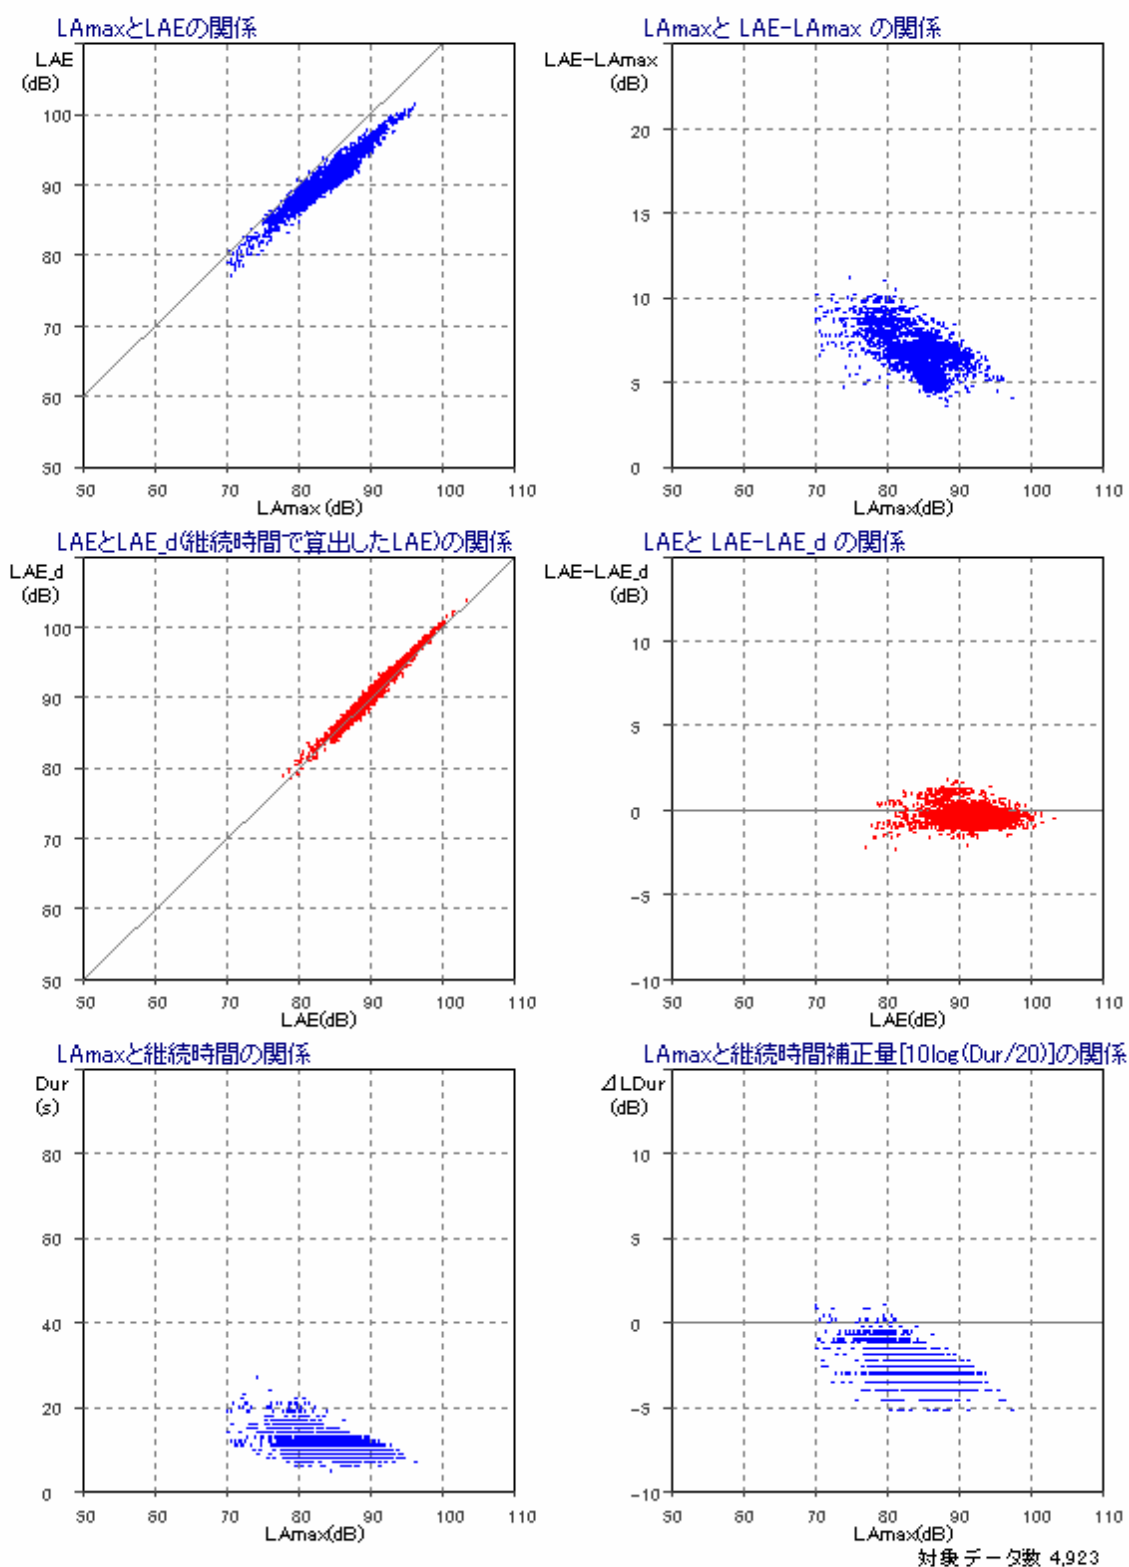 LAmaxとLAEの関係
LAE
(dB)
100
90
80
70
60
50
50 60 70 80 90 100 110
LAmax(dB)
LAmaxと LAE-LAmax の関係
LAE-LAmax
(dB)
20
15
10
5
0
50 60 70 80 90 100 110
LAmax(dB)
LAEとLAE_d(継続時間で算出したLAE)の関係
LAE_d
(dB)
100
90
80
70
60
50
50 60 70 80 90 100 110
LAE(dB)
LAEと LAE-LAE_d の関係
LAE-LAE_d
(dB)
10
5
0
-5
-10
50 60 70 80 90 100 110
LAE(dB)
LAmaxと継続時間の関係
Dur
(s)
80
60
40
20
0
50 60 70 80 90 100 110
LAmax(dB)
LAmaxと継続時間補正量[10log(Dur/20)]の関係
⊿LDur
(dB)
10
5
0
-5
-10
50 60 70 80 90 100 110
LAmax(dB)
対象データ数 4,923